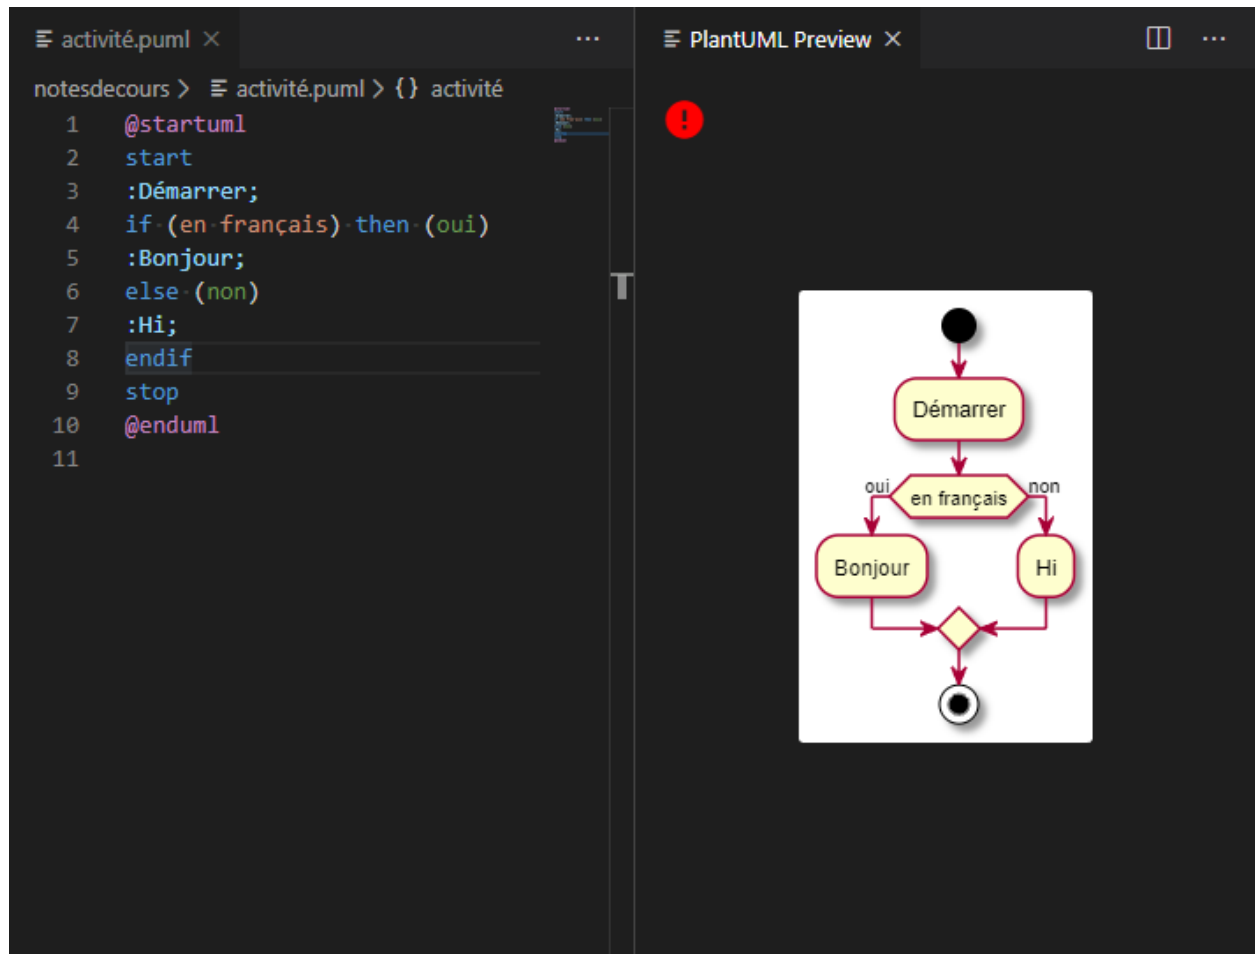 activité.puml
notesdecours > activité.puml > {} activité
1 @startuml
2 start
3 :Démarrer;
4 if (en français) then (oui)
5 :Bonjour;
6 else (non)
7 :Hi;
8 endif
9 stop
10 @enduml
11
PlantUML Preview
Démarrer
oui
en français
non
Bonjour
Hi